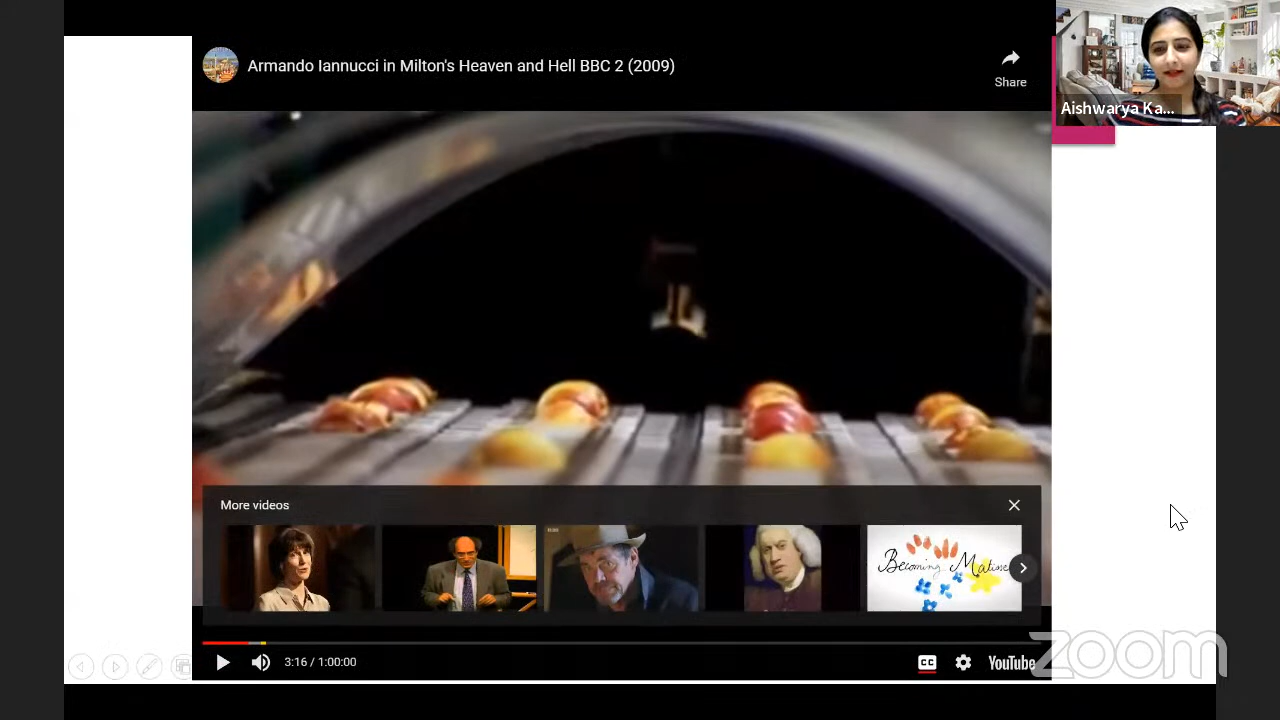 Armando Iannucci in Milton's Heaven and Hell BBC 2 (2009)
Share
Aishwarya Ka...
More videos
Becoming Matisse
3:16 / 1:00:00
CC
YouTube
zoom